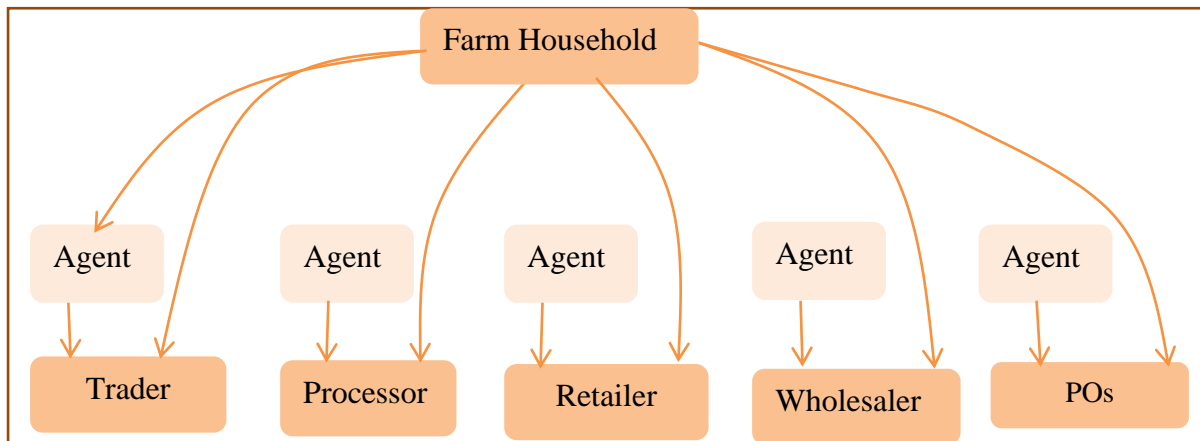 Farm Household
Agent
Agent
Agent
Agent
Agent
Trader
Processor
Retailer
Wholesaler
POs